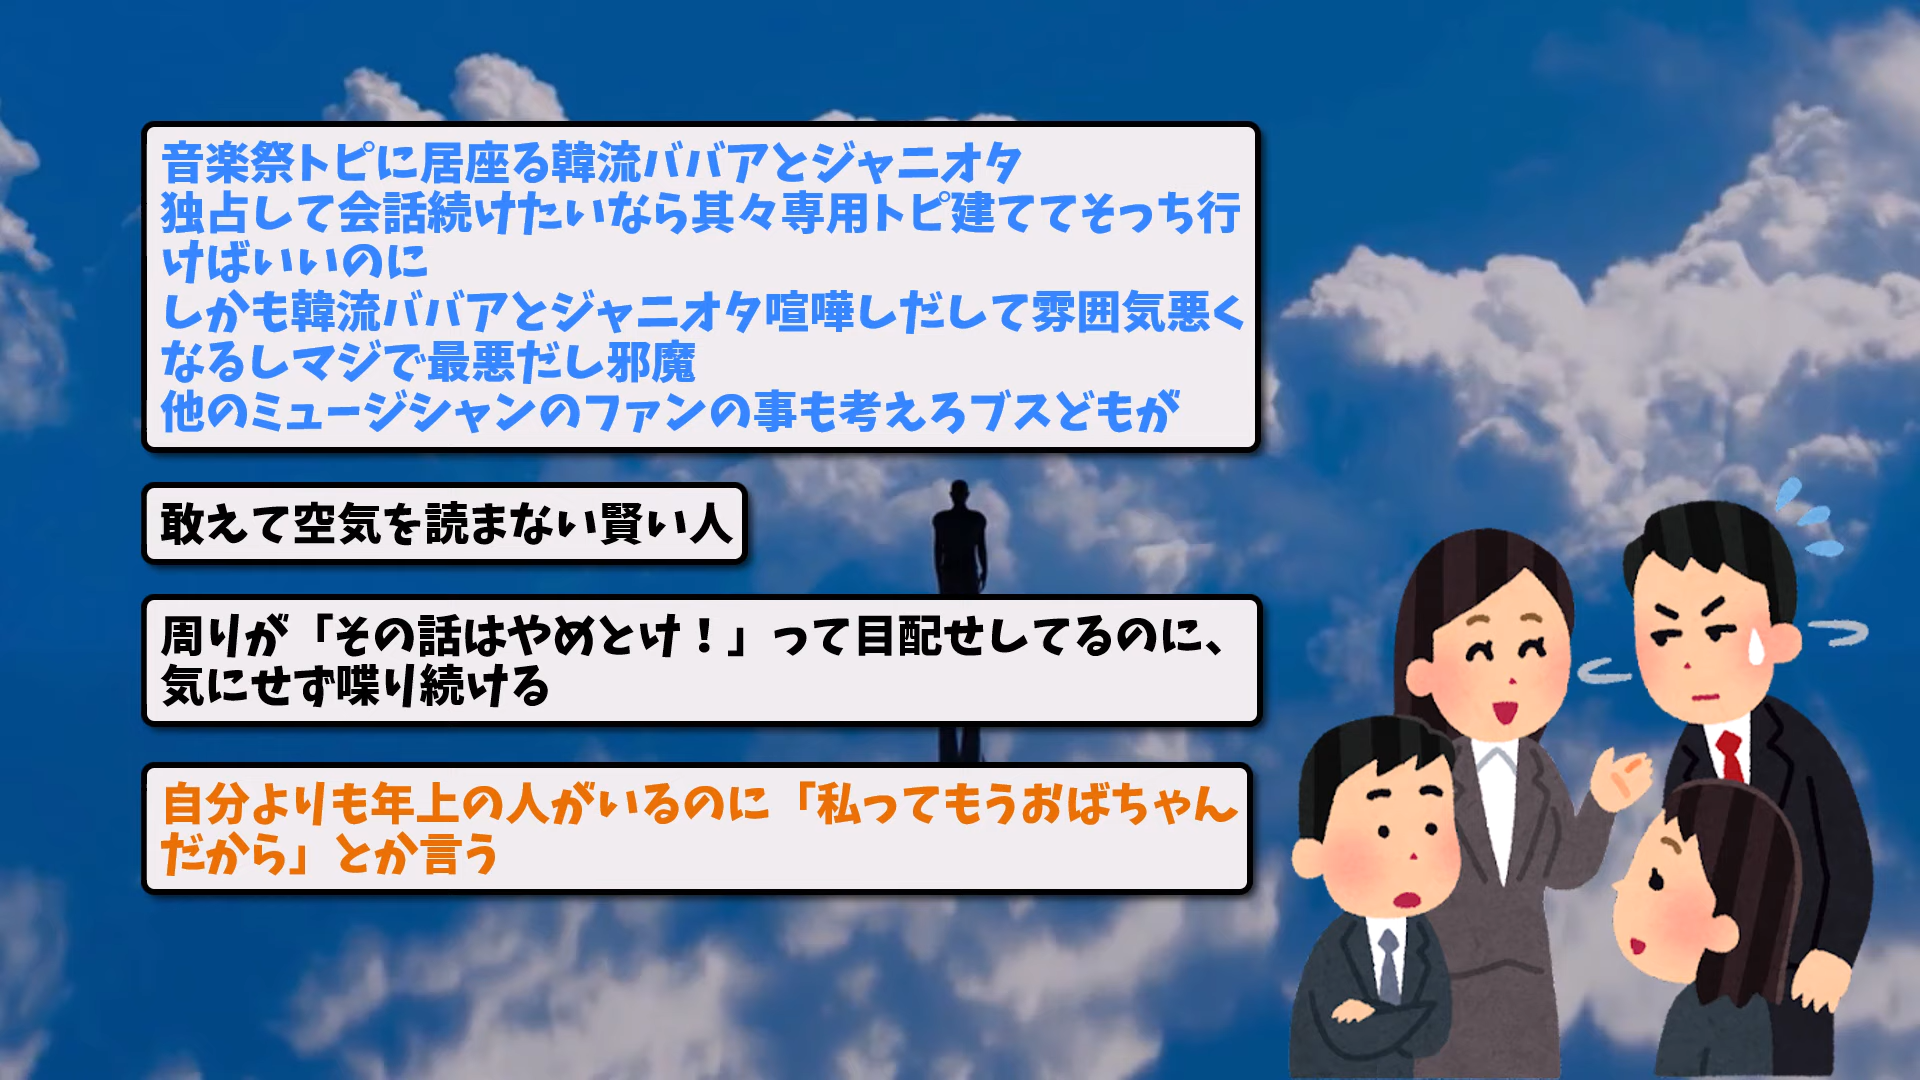 音楽祭トピに居座る韓流ババアとジャニオタ
独占して会話続けたいなら其々専用トピ建ててそっち行
けばいいのに
しかも韓流ババアとジャニオタ喧嘩しだして雰囲気悪く
なるしマジで最悪だし邪魔
他のミュージシャンのファンの事も考えろブスどもが
敢えて空気を読まない賢い人
周りが「その話はやめとけ！」って目配せしてるのに、
気にせず喋り続ける
自分よりも年上の人がいるのに「私ってもうおばちゃん
だから」とか言う